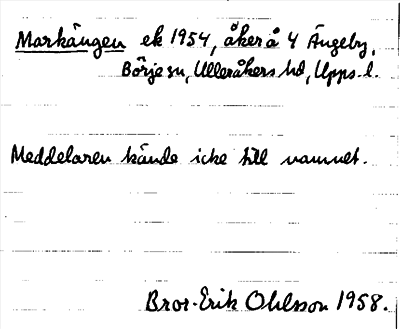 Markängen ek 1954, åker å 4 Ängeby,
Börje sn, Ulleråkers hd, Upps. l.
Meddelaren kände icke till namnet.
Bror-Erik Ohlsson 1958.